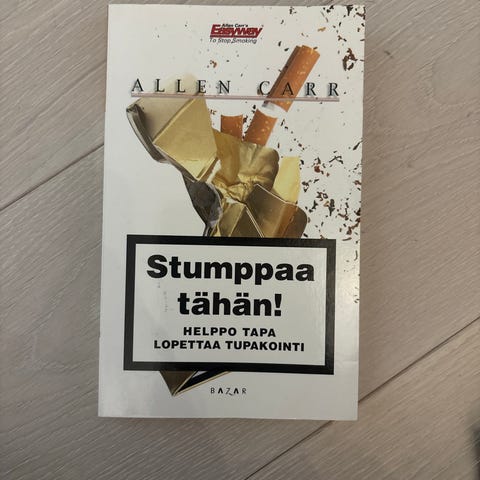 Allen Carr's
Easyway
To Stop Smoking
ALLEN CARR
Stumppaa
tähän!
HELPPO TAPA
LOPETTAA TUPAKOINTI
BAZAR